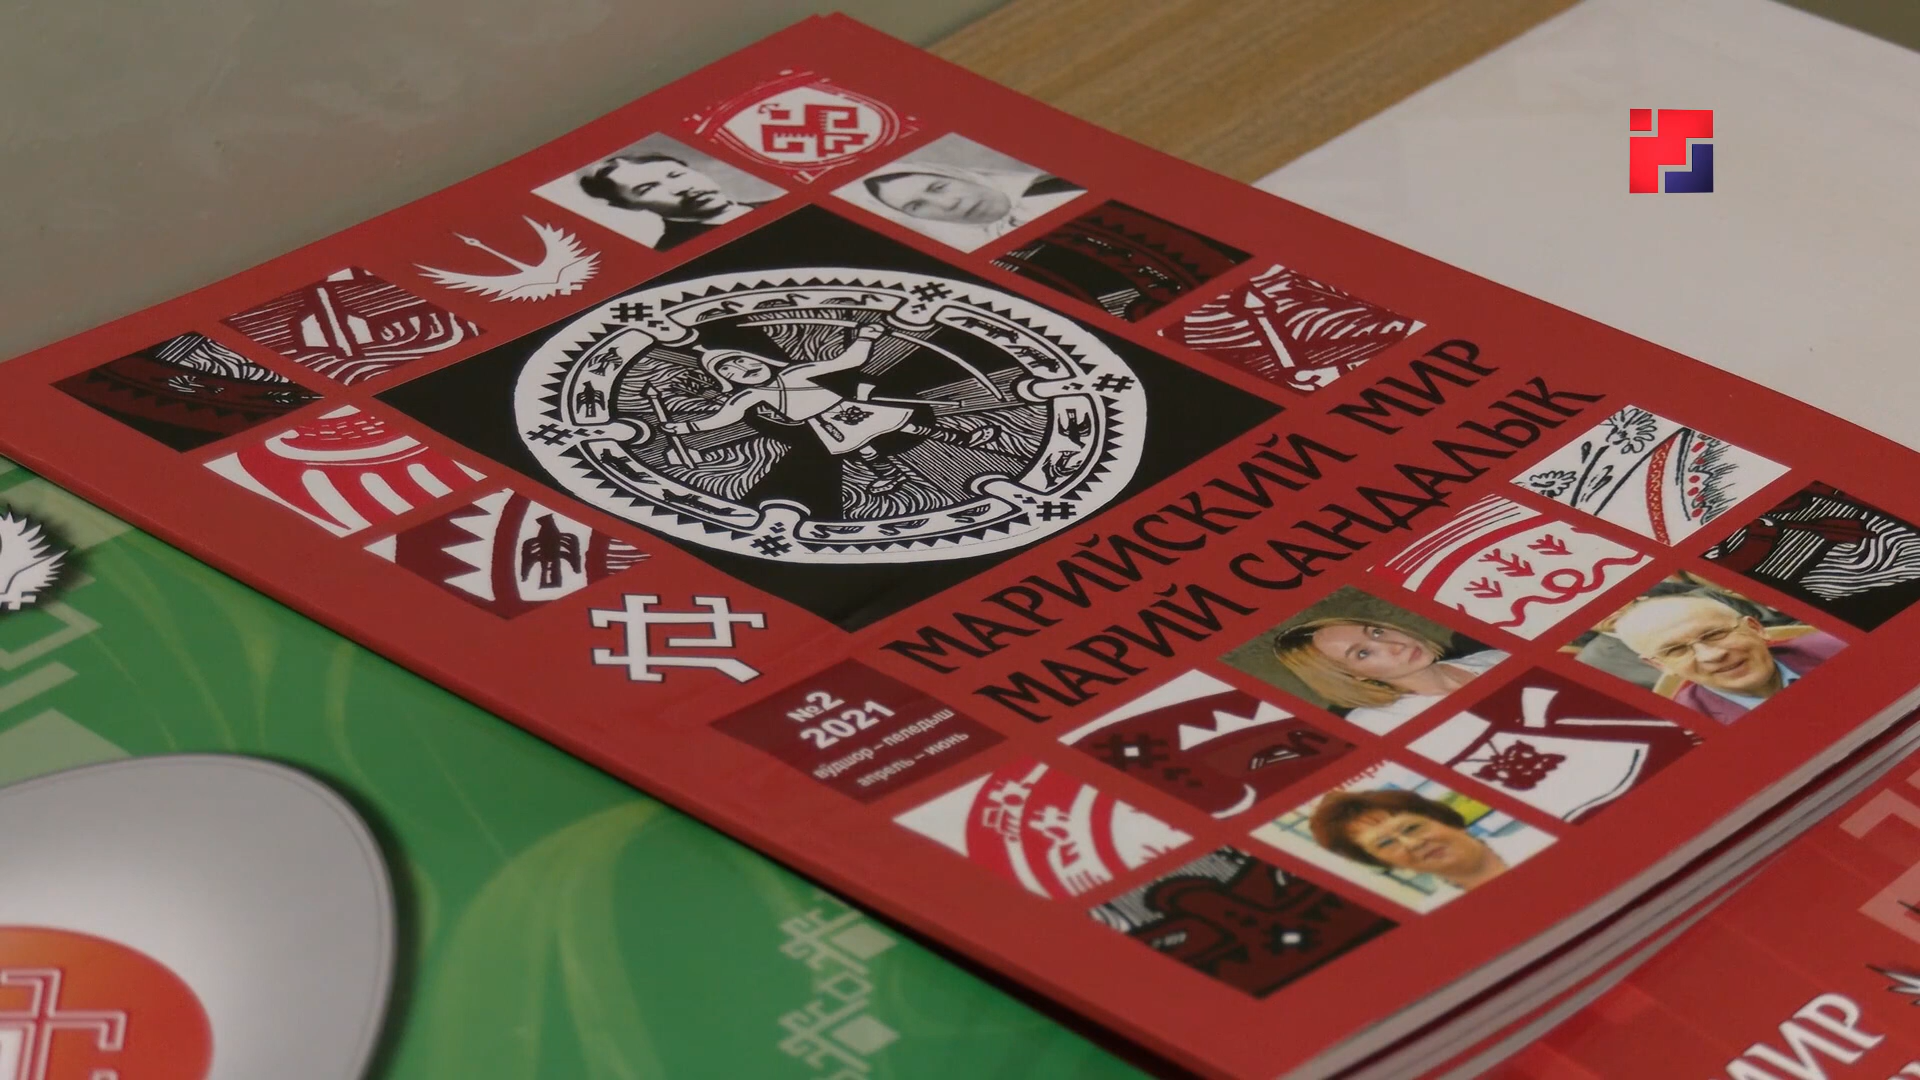 МАРИЙСКИЙ МИР
МАРИЙ САНДАЛЫК
№2
2021
вӱдшор – пеледыш
апрель – июнь
МИР